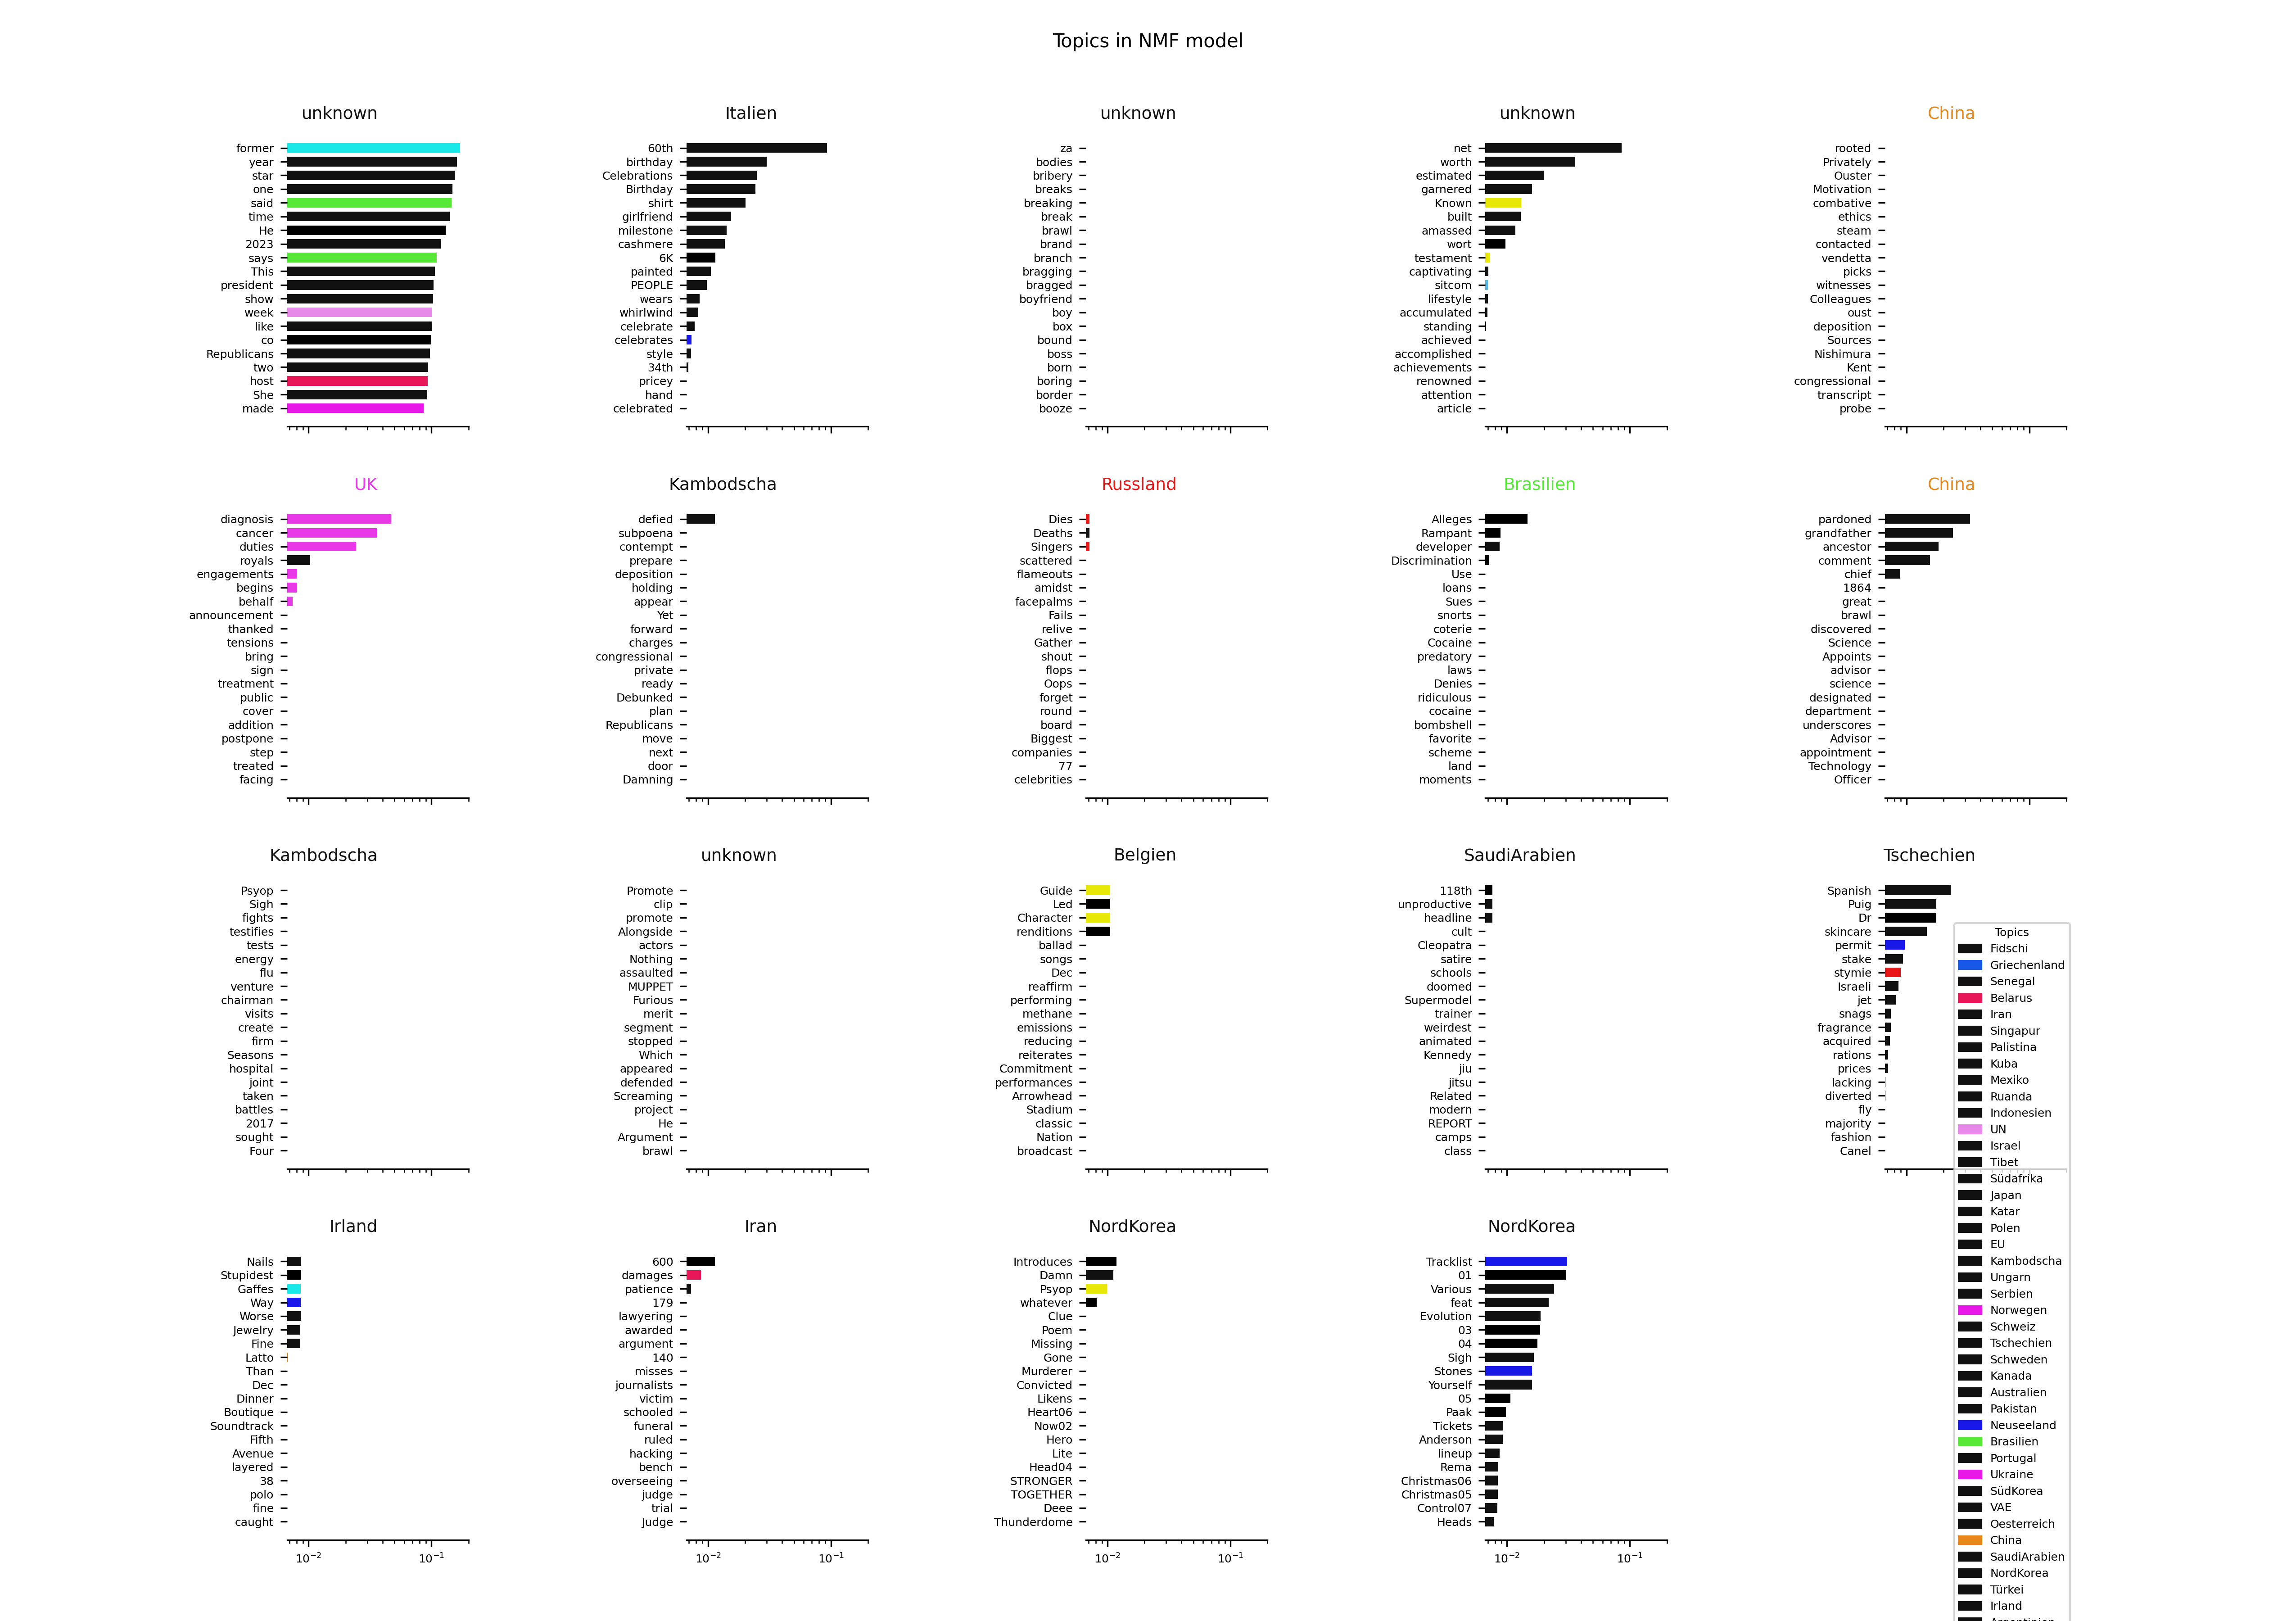 Topics in NMF model
unknown
former
year
star
one
said
time
He
2023
says
This
president
show
week
like
co
Republicans
two
host
She
made
Italien
60th
birthday
Celebrations
Birthday
shirt
girlfriend
milestone
cashmere
6K
painted
PEOPLE
wears
whirlwind
celebrate
celebrates
style
34th
pricey
hand
celebrated
unknown
za
bodies
bribery
breaks
breaking
break
brawl
brand
branch
bragging
bragged
boyfriend
boy
box
bound
boss
born
boring
border
booze
unknown
net
worth
estimated
garnered
Known
built
amassed
wort
testament
captivating
sitcom
lifestyle
accumulated
standing
achieved
accomplished
achievements
renowned
attention
article
China
rooted
Privately
Ouster
Motivation
combative
ethics
steam
contacted
vendetta
picks
witnesses
Colleagues
oust
deposition
Sources
Nishimura
Kent
congressional
transcript
probe
UK
diagnosis
cancer
duties
royals
engagements
begins
behalf
announcement
thanked
tensions
bring
sign
treatment
public
cover
addition
postpone
step
treated
facing
Kambodscha
defied
subpoena
contempt
prepare
deposition
holding
appear
Yet
forward
charges
congressional
private
ready
Debunked
plan
Republicans
move
next
door
Damning
Russland
Dies
Deaths
Singers
scattered
flameouts
amidst
facepalms
Fails
relive
Gather
shout
flops
Oops
forget
round
board
Biggest
companies
77
celebrities
Brasilien
Alleges
Rampant
developer
Discrimination
Use
loans
Sues
snorts
coterie
Cocaine
predatory
laws
Denies
ridiculous
cocaine
bombshell
favorite
scheme
land
moments
China
pardoned
grandfather
ancestor
comment
chief
1864
great
brawl
discovered
Science
Appoints
advisor
science
designated
department
underscores
Advisor
appointment
Technology
Officer
Kambodscha
Psyop
Sigh
fights
testifies
tests
energy
flu
venture
chairman
visits
create
firm
Seasons
hospital
joint
taken
battles
2017
sought
Four
unknown
Promote
clip
promote
Alongside
actors
Nothing
assaulted
MUPPET
Furious
merit
segment
stopped
Which
appeared
defended
Screaming
project
He
Argument
brawl
Belgien
Guide
Led
Character
renditions
ballad
songs
Dec
reaffirm
performing
methane
emissions
reducing
reiterates
Commitment
performances
Arrowhead
Stadium
classic
Nation
broadcast
SaudiArabien
118th
unproductive
headline
cult
Cleopatra
satire
schools
doomed
Supermodel
trainer
weirdest
animated
Kennedy
jiu
jitsu
Related
modern
REPORT
camps
class
Tschechien
Spanish
Puig
Dr
skincare
permit
stake
stymie
Israeli
jet
snags
fragrance
acquired
rations
prices
lacking
diverted
fly
majority
fashion
Canel
Irland
Nails
Stupidest
Gaffes
Way
Worse
Jewelry
Fine
Latto
Than
Dec
Dinner
Boutique
Soundtrack
Fifth
Avenue
layered
38
polo
fine
caught
10⁻² 10⁻¹
Iran
600
damages
patience
179
lawyering
awarded
argument
140
misses
journalists
victim
schooled
funeral
ruled
hacking
bench
overseeing
judge
trial
Judge
10⁻² 10⁻¹
NordKorea
Introduces
Damn
Psyop
whatever
Clue
Poem
Missing
Gone
Murderer
Convicted
Likens
Heart06
Now02
Hero
Lite
Head04
STRONGER
TOGETHER
Deee
Thunderdome
10⁻² 10⁻¹
NordKorea
Tracklist
01
Various
feat
Evolution
03
04
Sigh
Stones
Yourself
05
Paak
Tickets
Anderson
lineup
Rema
Christmas06
Christmas05
Control07
Heads
10⁻² 10⁻¹
Topics
Fidschi
Griechenland
Senegal
Belarus
Iran
Singapur
Palistina
Kuba
Mexiko
Ruanda
Indonesien
UN
Israel
Tibet
Südafrika
Japan
Katar
Polen
EU
Kambodscha
Ungarn
Serbien
Norwegen
Schweiz
Tschechien
Schweden
Kanada
Australien
Pakistan
Neuseeland
Brasilien
Portugal
Ukraine
SüdKorea
VAE
Oesterreich
China
SaudiArabien
NordKorea
Türkei
Irland